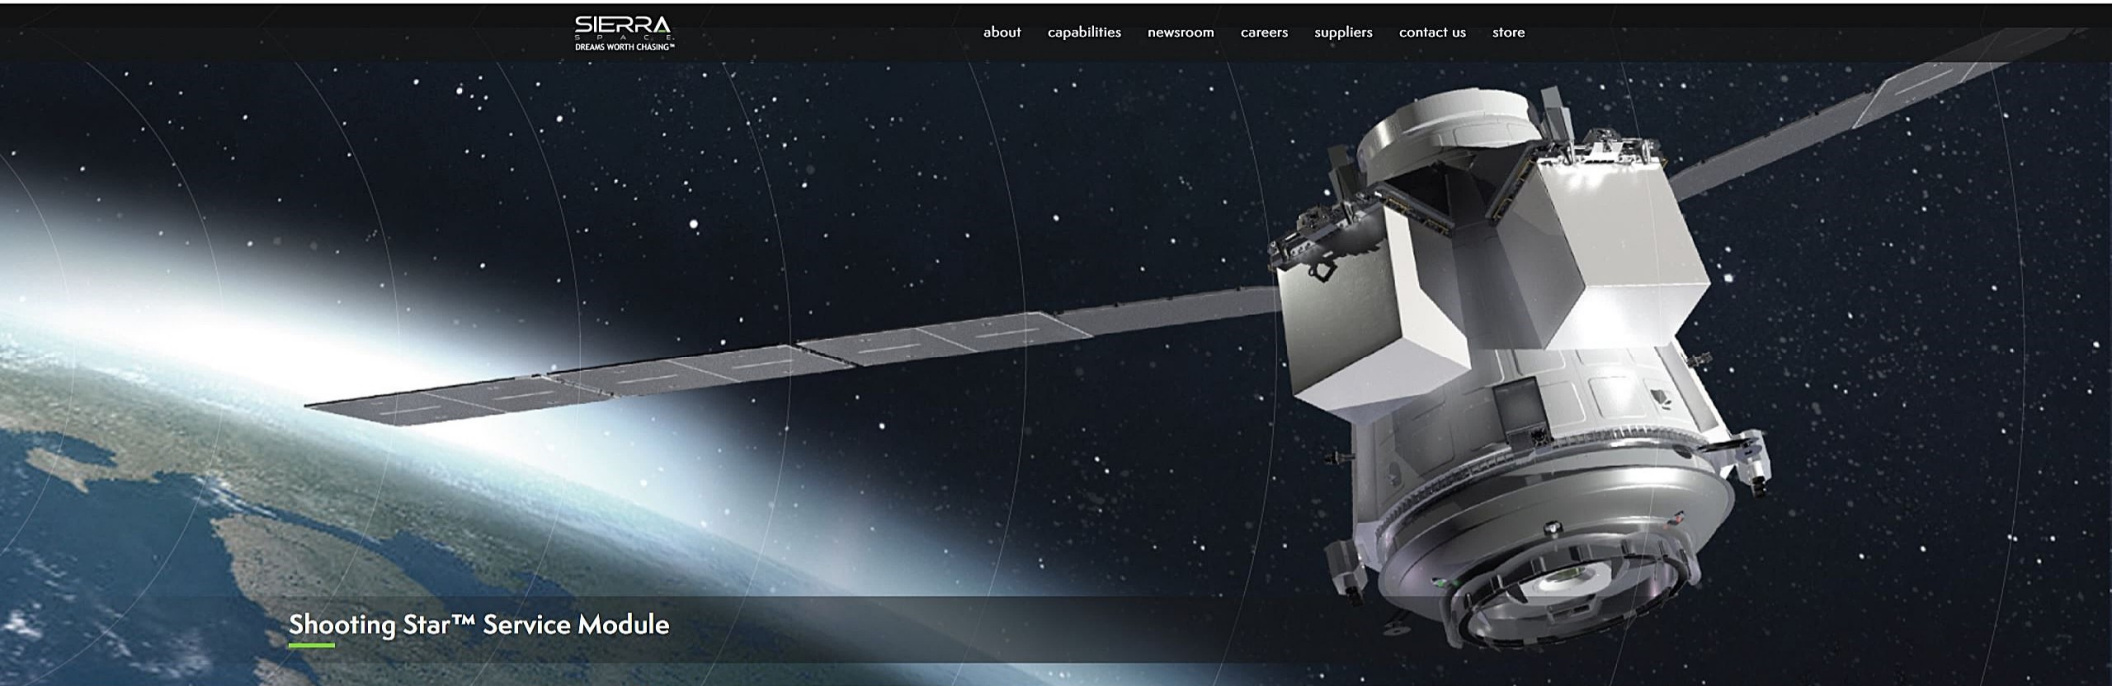 SIERRA
SPACE
DREAMS WORTH CHASING™
about capabilities newsroom careers suppliers contact us store
Shooting Star™ Service Module